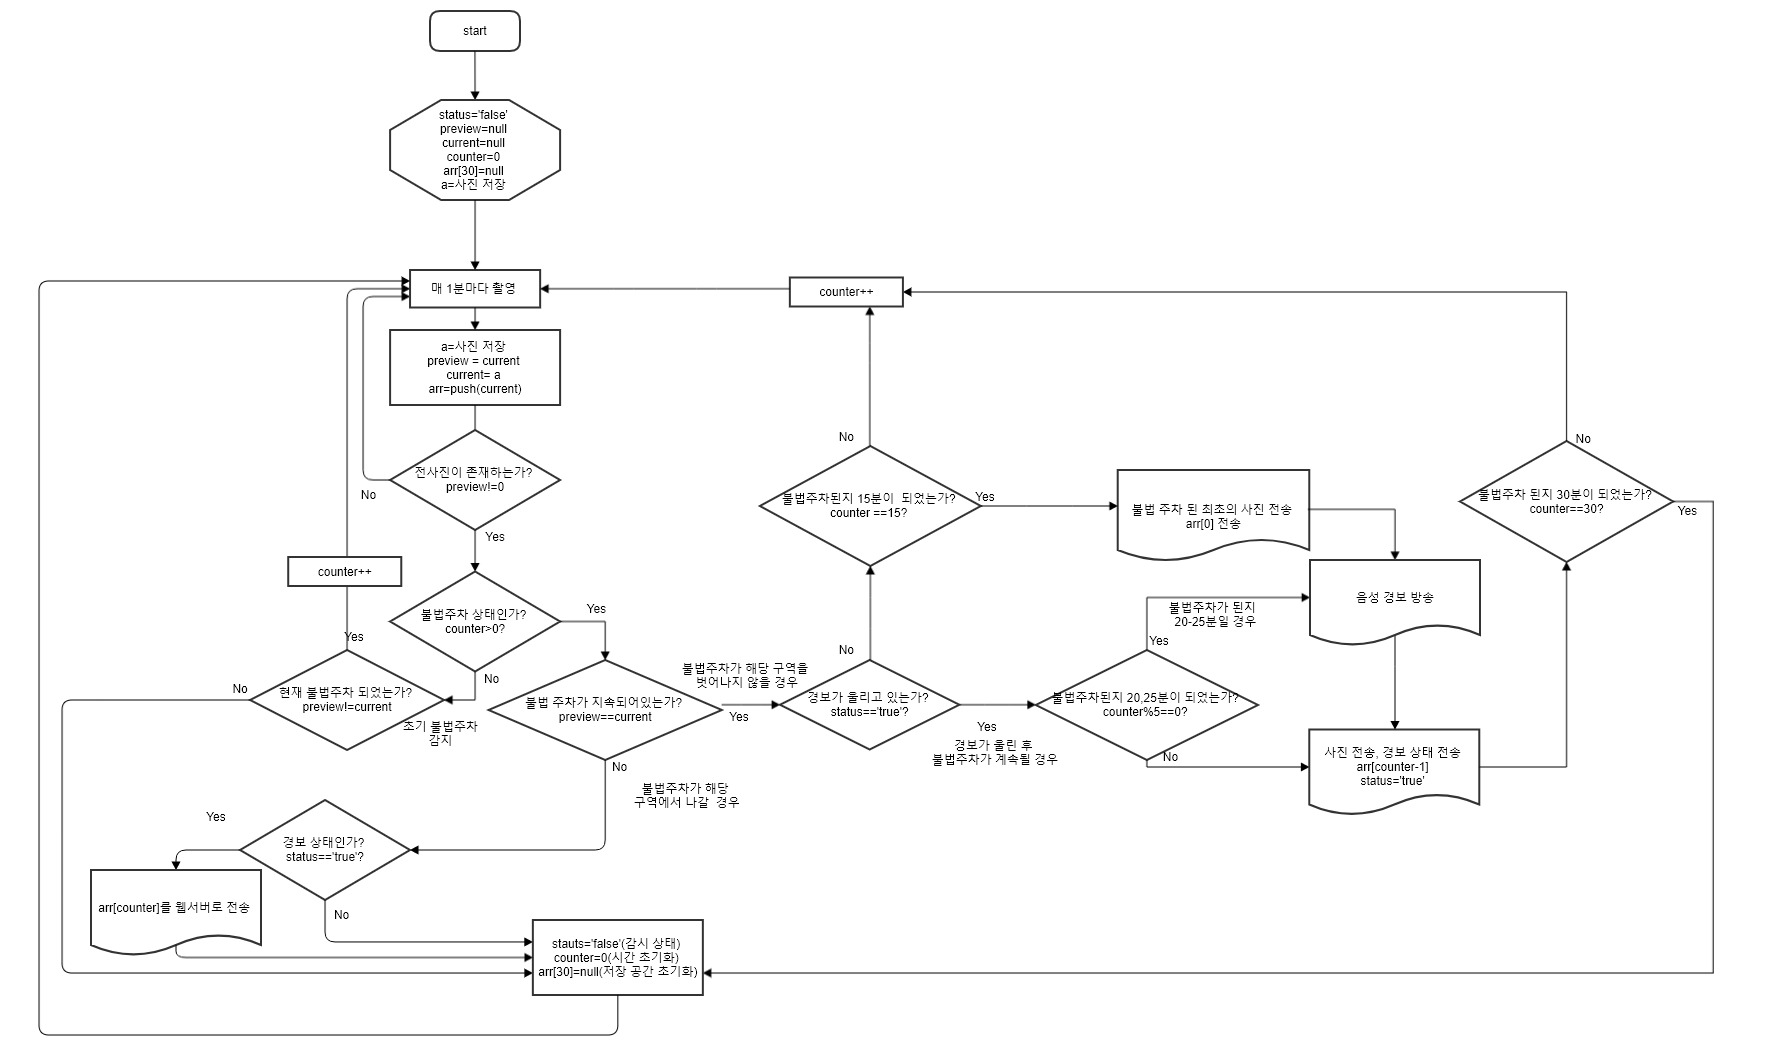 start
status='false'
preview=null
current=null
counter=0
arr[30]=null
a=사진 저장
매 1분마다 촬영
counter++
a=사진 저장
preview = current
current= a
arr=push(current)
전사진이 존재하는가?
preview!=0
No
Yes
counter++
불법주차 상태인가?
counter>0?
Yes
No
Yes
현재 불법주차 되었는가?
preview!=current
No
초기 불법주차
감지
불법 주차가 지속되어있는가?
preview==current
불법주차가 해당 구역을
벗어나지 않을 경우
Yes
No
불법주차가 해당
구역에서 나갈 경우
경보가 울리고 있는가?
status=='true'?
No
Yes
경보가 울린 후
불법주차가 계속될 경우
불법주차된지 15분이 되었는가?
counter ==15?
No
Yes
불법 주차 된 최초의 사진 전송
arr[0] 전송
불법주차된지 20,25분이 되었는가?
counter%5==0?
불법주차가 된지
20-25분일 경우
Yes
No
음성 경보 방송
사진 전송, 경보 상태 전송
arr[counter-1]
status='true'
불법주차 된지 30분이 되었는가?
counter==30?
No
Yes
경보 상태인가?
status=='true'?
Yes
No
arr[counter]를 웹서버로 전송
stauts='false'(감시 상태)
counter=0(시간 초기화)
arr[30]=null(저장 공간 초기화)